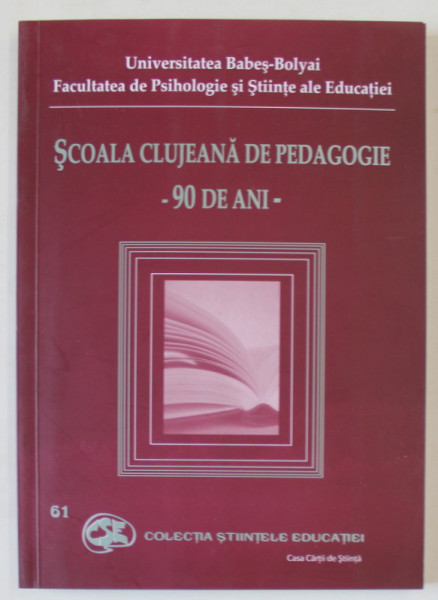 Universitatea Babeş-Bolyai
Facultatea de Psihologie şi Ştiinţe ale Educaţiei
ŞCOALA CLUJEANĂ DE PEDAGOGIE
- 90 DE ANI -
61
CSE
COLECŢIA ŞTIINŢELE EDUCAŢIEI
Casa Cărţii de Ştiinţă